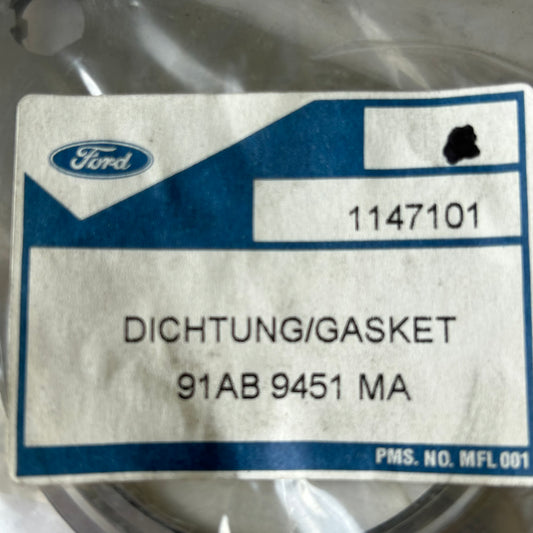 Ford
1147101
DICHTUNG/GASKET
91AB 9451 MA
PMS. NO. MFL 001